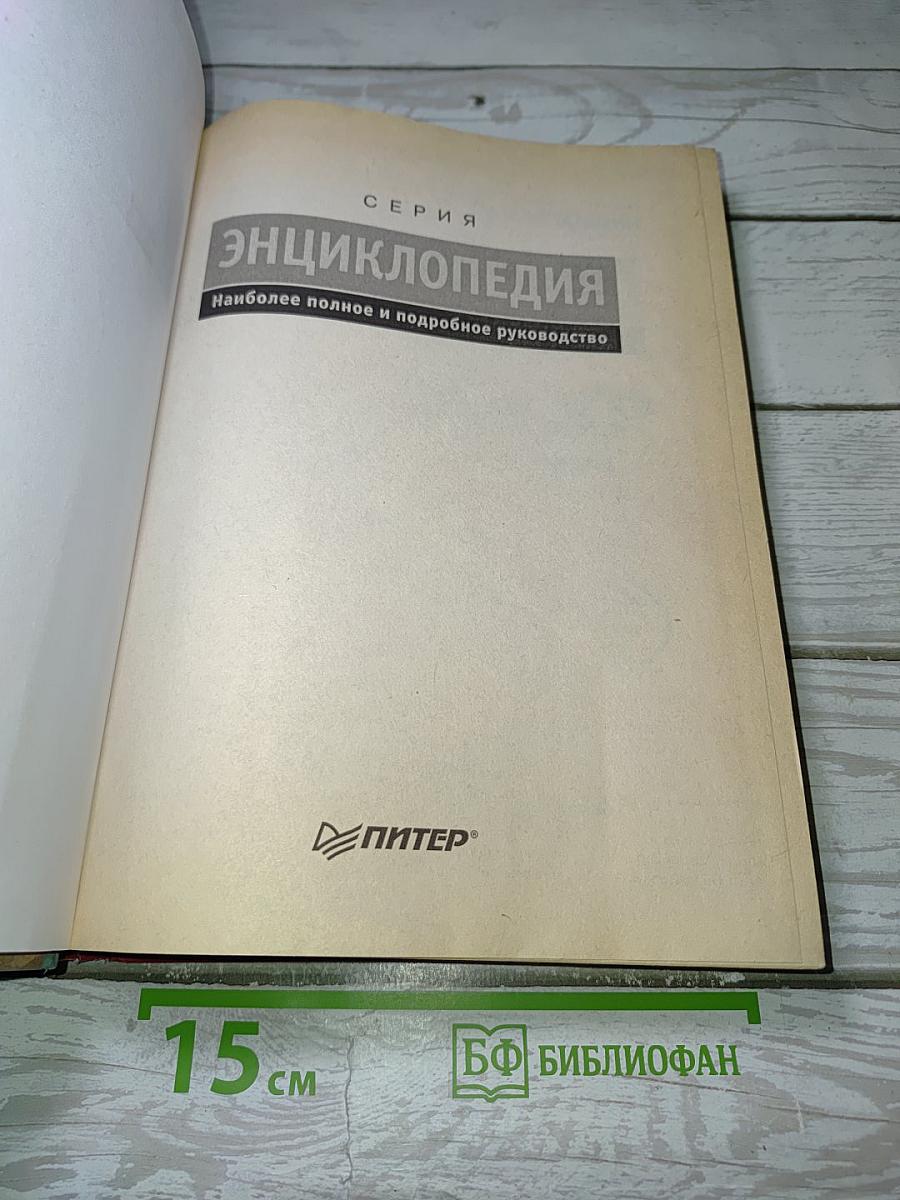 СЕРИЯ
ЭНЦИКЛОПЕДИЯ
Наиболее полное и подробное руководство
ПИТЕР®
15 см
БФ БИБЛИОФАН